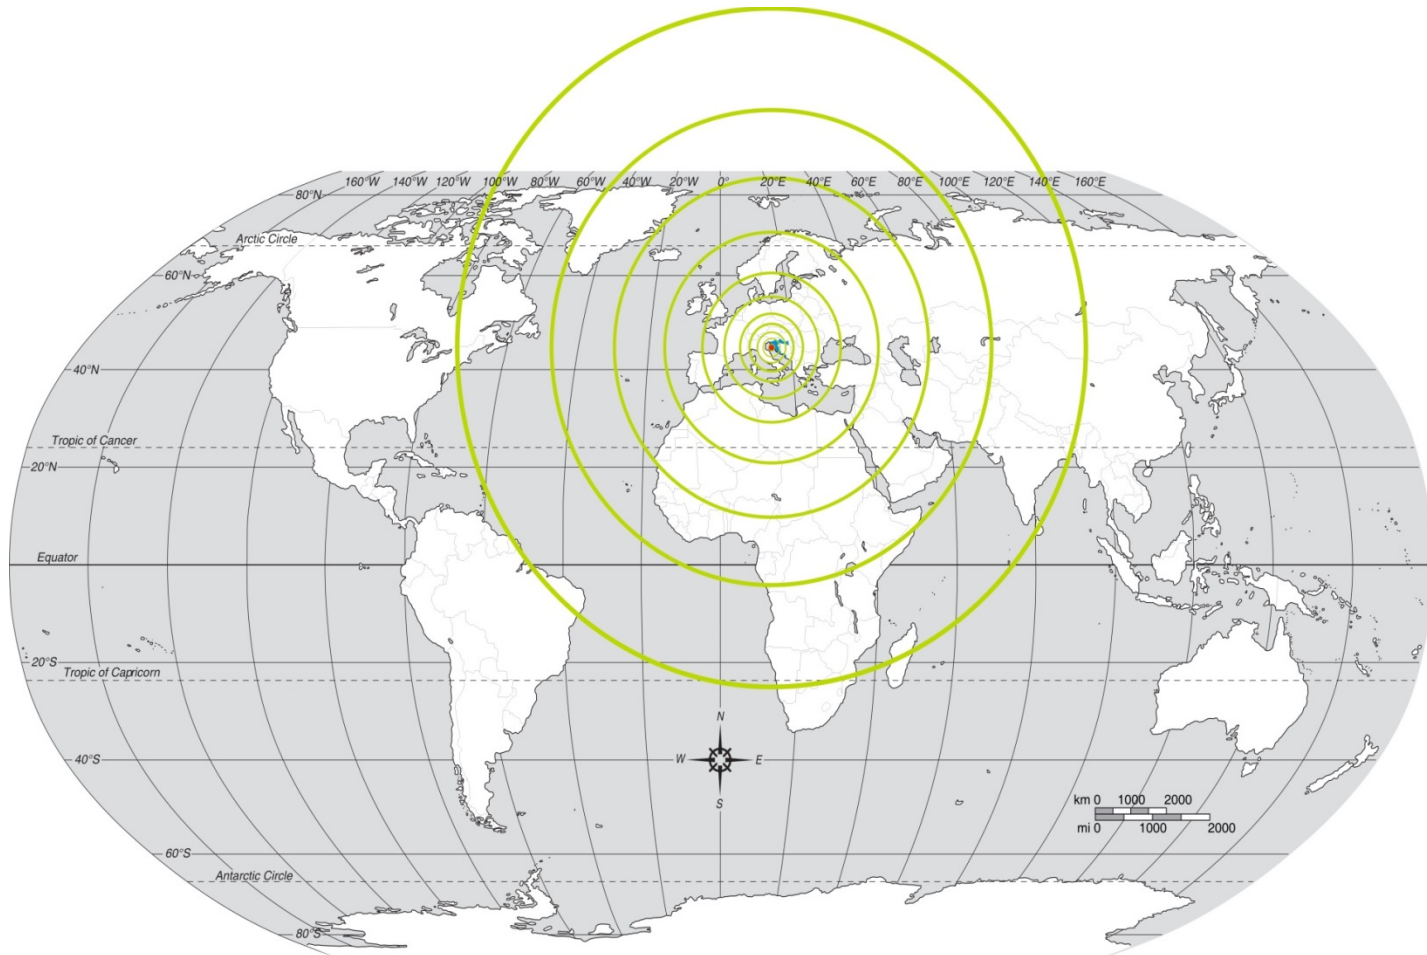 160°W 140°W 120°W 100°W 80°W 60°W 40°W 20°W 0° 20°E 40°E 60°E 80°E 100°E 120°E 140°E 160°E
80°N
Arctic Circle
60°N
40°N
Tropic of Cancer
20°N
Equator
20°S
Tropic of Capricorn
N
W E
S
40°S
km 0 1000 2000
mi 0 1000 2000
60°S
Antarctic Circle
80°S